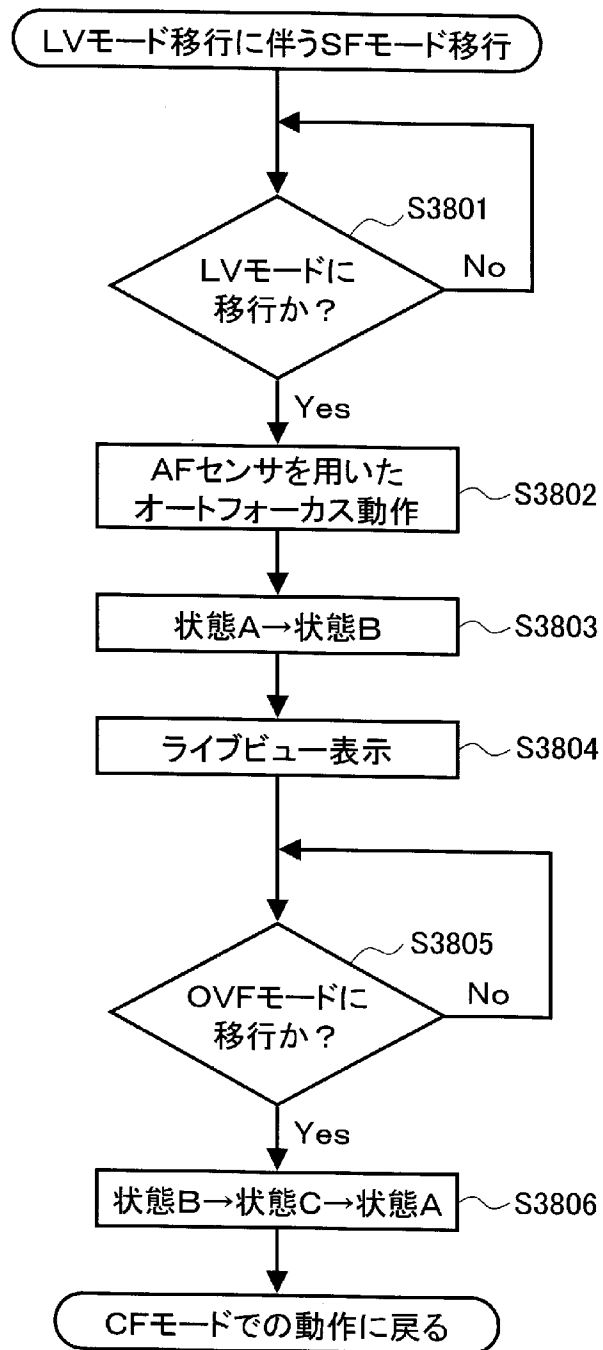 LVモード移行に伴うSFモード移行
S3801
LVモードに
移行か?
No
Yes
AFセンサを用いた
オートフォーカス動作
S3802
状態A→状態B
S3803
ライブビュー表示
S3804
S3805
OVFモードに
移行か?
No
Yes
状態B→状態C→状態A
S3806
CFモードでの動作に戻る